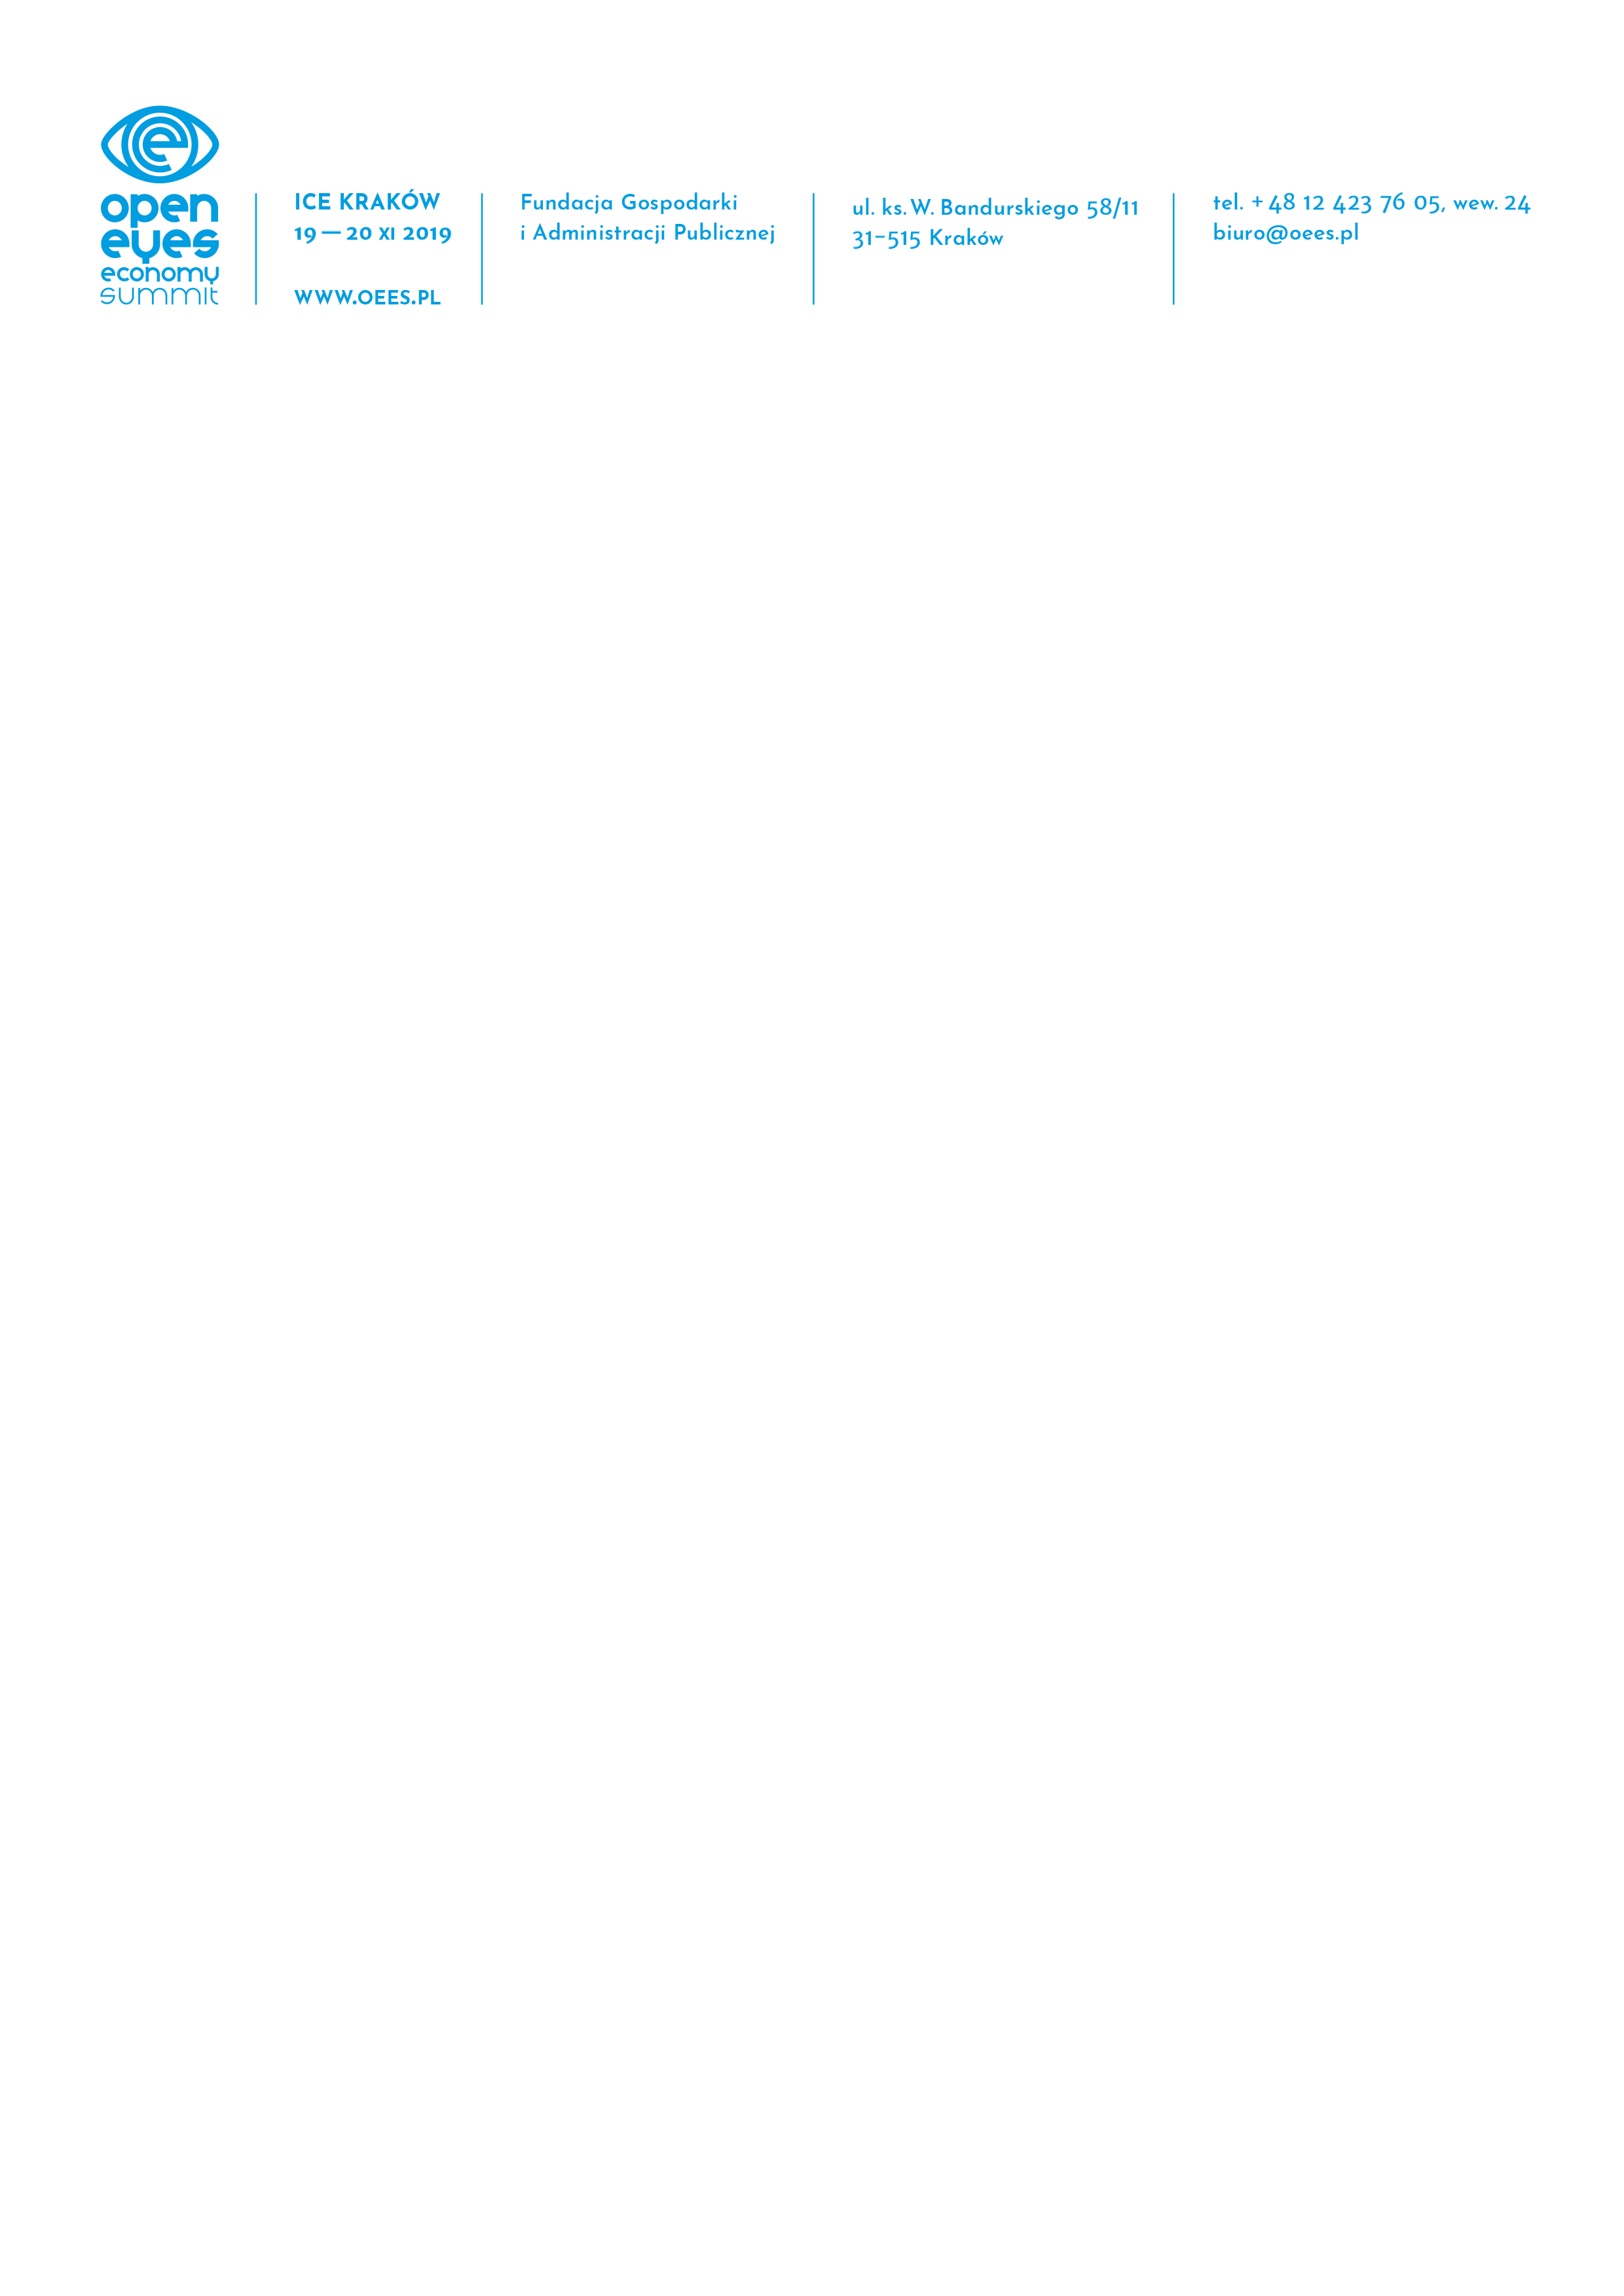 open
eyes
economy
summit
ICE KRAKÓW
19 — 20 XI 2019
WWW.OEES.PL
Fundacja Gospodarki
i Administracji Publicznej
ul. ks. W. Bandurskiego 58/11
31–515 Kraków
tel. + 48 12 423 76 05, wew. 24
biuro@oees.pl